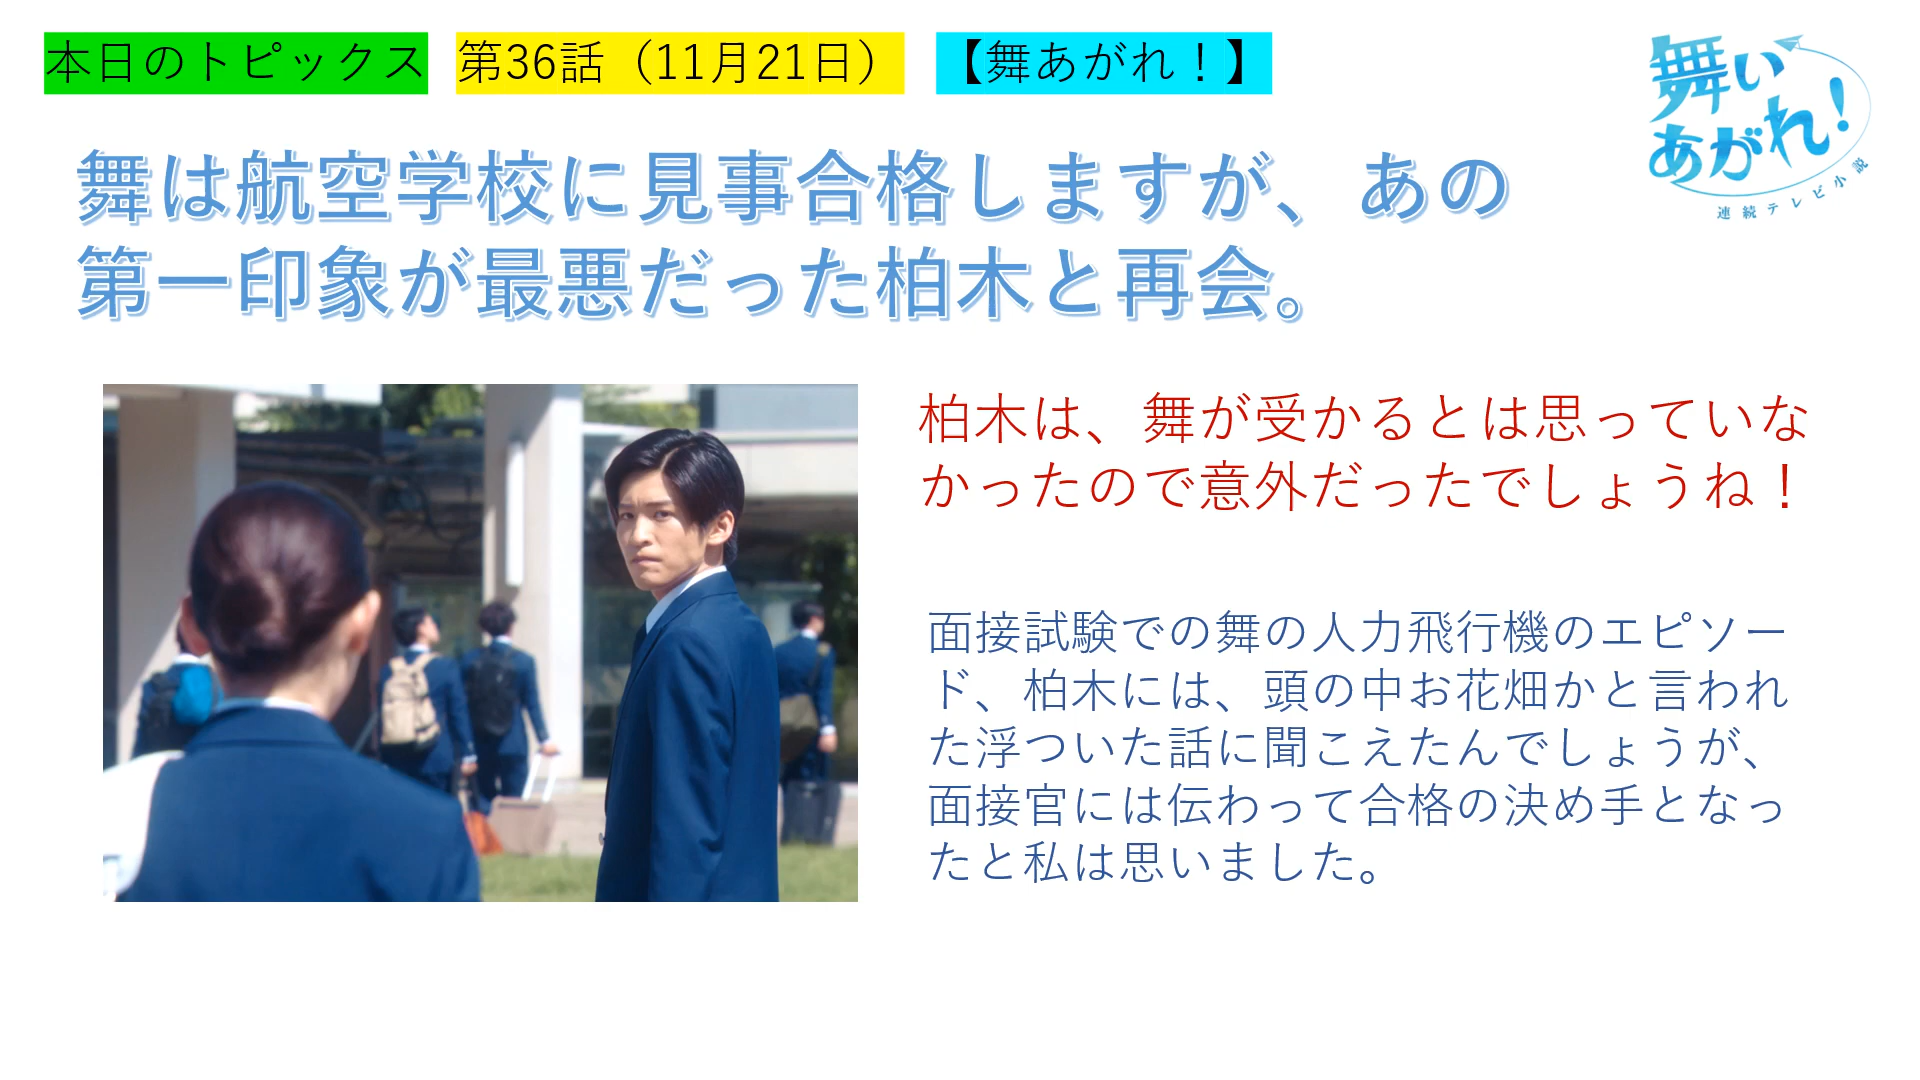 本日のトピックス 第36話（11月21日） 【舞あがれ！】
舞いあがれ！
連続テレビ小説
舞は航空学校に見事合格しますが、あの
第一印象が最悪だった柏木と再会。
柏木は、舞が受かるとは思っていな
かったので意外だったでしょうね！
面接試験での舞の人力飛行機のエピソー
ド、柏木には、頭の中お花畑かと言われ
た浮ついた話に聞こえたんでしょうが、
面接官には伝わって合格の決め手となっ
たと私は思いました。